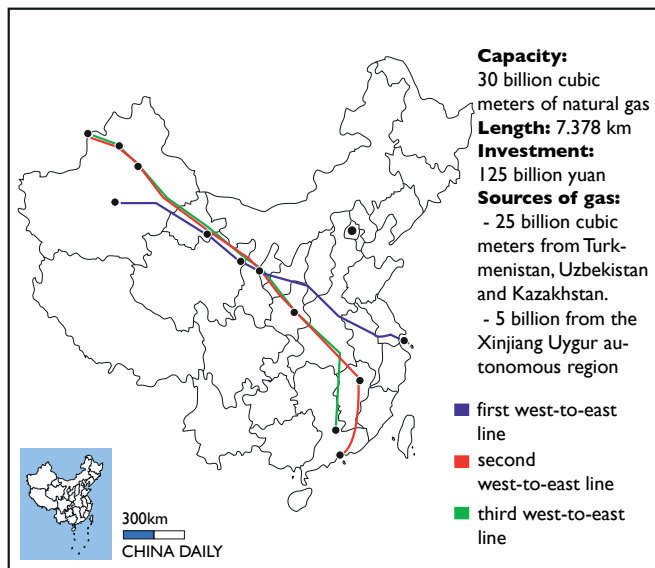 Capacity:
30 billion cubic
meters of natural gas
Length: 7.378 km
Investment:
125 billion yuan
Sources of gas:
- 25 billion cubic
meters from Turk-
menistan, Uzbekistan
and Kazakhstan.
- 5 billion from the
Xinjiang Uygur au-
tonomous region
first west-to-east
line
second
west-to-east line
third west-to-east
line
300km
CHINA DAILY